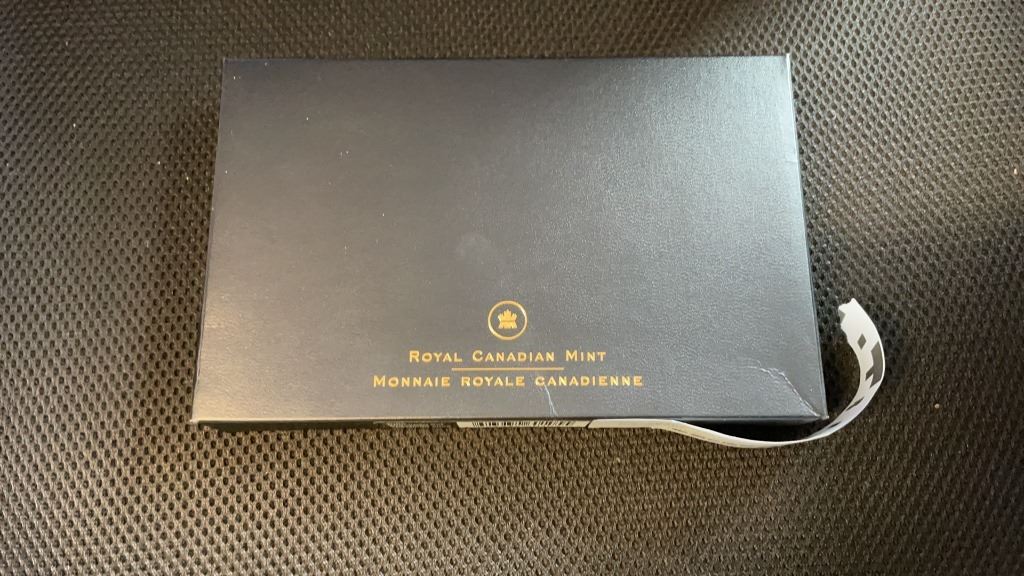 Royal Canadian Mint
Monnaie royale canadienne